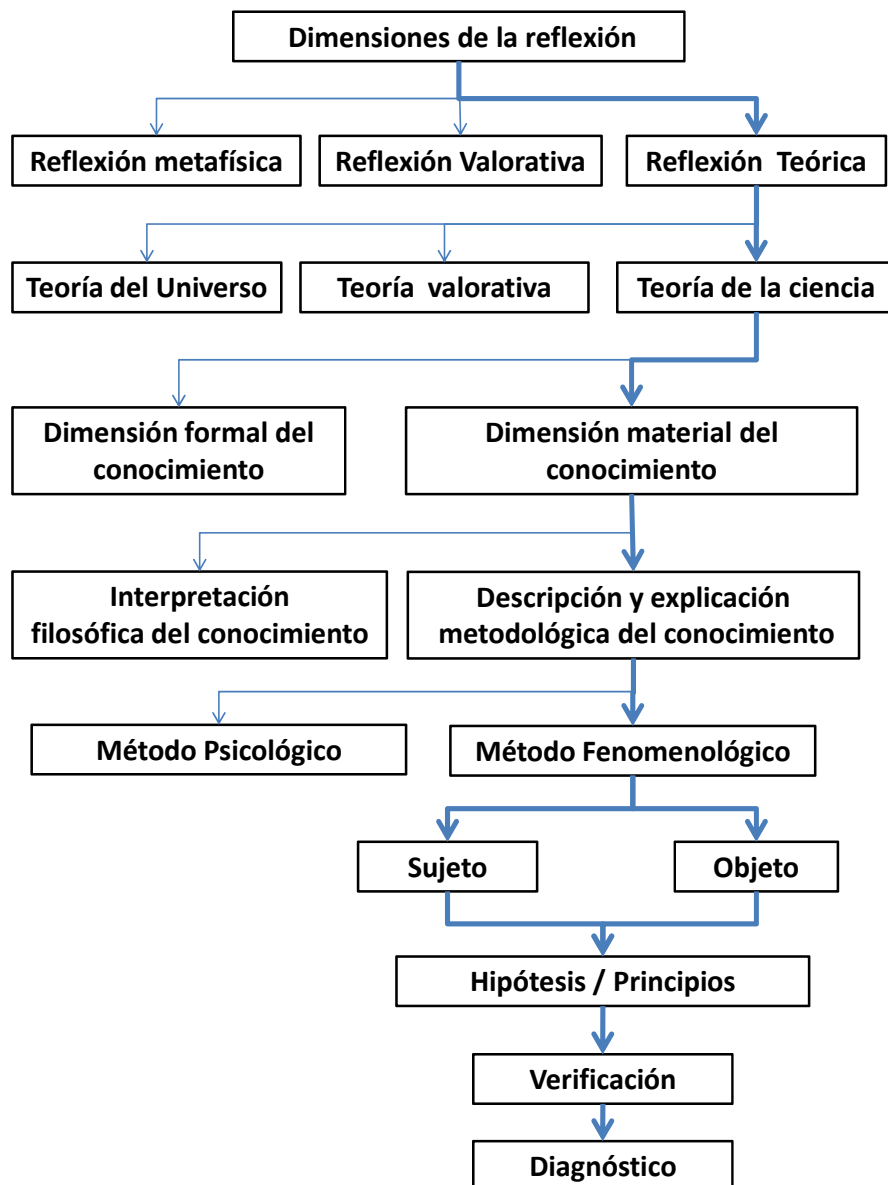 Dimensiones de la reflexión
Reflexión metafísica
Reflexión Valorativa
Reflexión Teórica
Teoría del Universo
Teoría valorativa
Teoría de la ciencia
Dimensión formal del
conocimiento
Dimensión material del
conocimiento
Interpretación
filosófica del conocimiento
Descripción y explicación
metodológica del conocimiento
Método Psicológico
Método Fenomenológico
Sujeto
Objeto
Hipótesis / Principios
Verificación
Diagnóstico